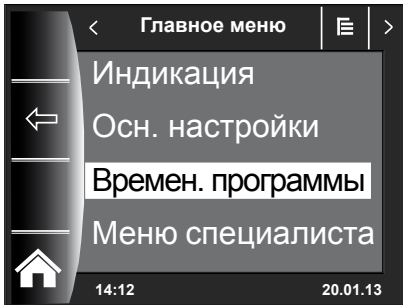 Главное меню
Индикация
Осн. настройки
Времен. программы
Меню специалиста
14:12 20.01.13